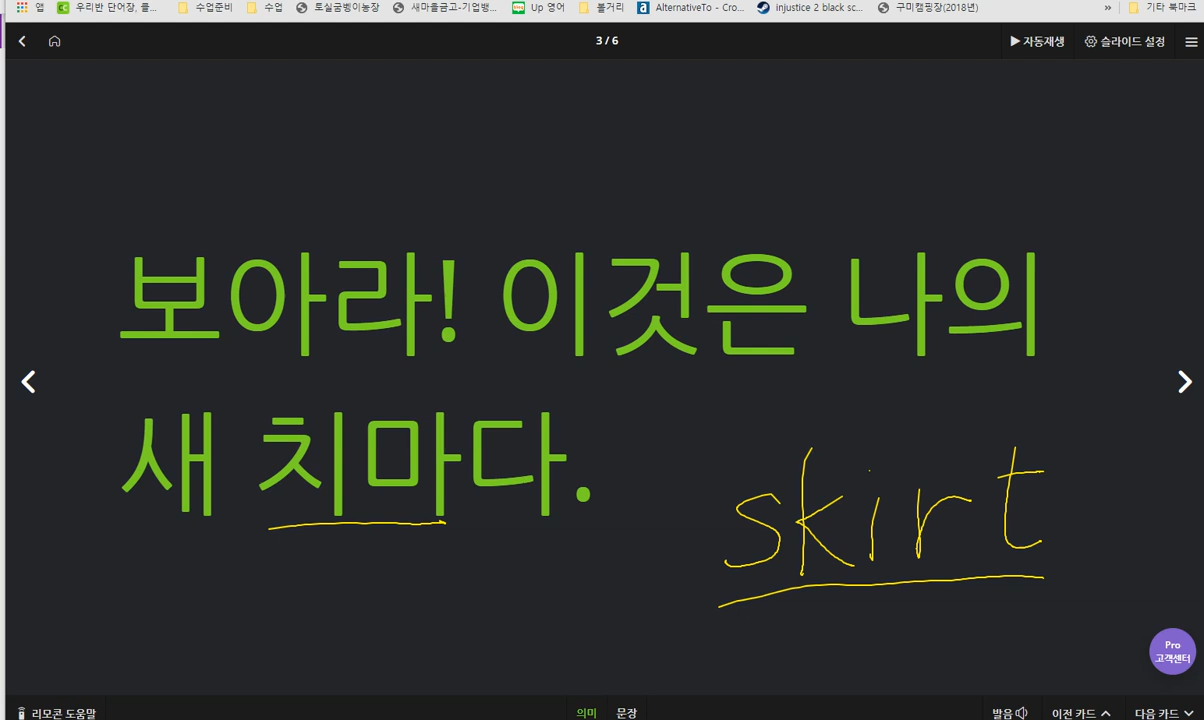 앱 우리반 단어장, 클... 수업준비 수업 토실굼벵이농장 새마을금고-기업뱅... Up 영어 볼거리 AlternativeTo - Cro... injustice 2 black sc... 구미캠핑장(2018년) » 기타 북마크
3 / 6 자동재생 슬라이드 설정
보아라! 이것은 나의
새 치마다.
skirt
Pro
고객센터
리모콘 도움말 의미 문장 발음 이전 카드 다음 카드